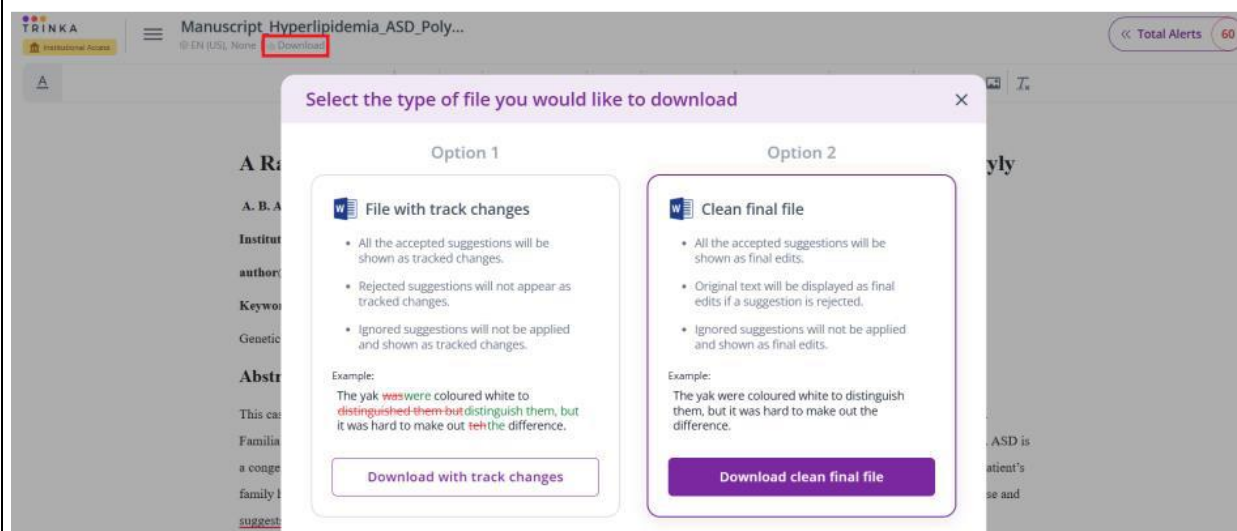 TRINKA
Institutional Access
Manuscript_Hyperlipidemia_ASD_Poly...
EN (US), None
Download
« Total Alerts 60
A
Select the type of file you would like to download
×
Option 1
Option 2
A Ra
yly
File with track changes
• All the accepted suggestions will be
shown as tracked changes.
• Rejected suggestions will not appear as
tracked changes.
• Ignored suggestions will not be applied
and shown as tracked changes.
Example:
The yak waswere coloured white to
distinguished them butdistinguish them, but
it was hard to make out tehthe difference.
Download with track changes
Clean final file
• All the accepted suggestions will be
shown as final edits.
• Original text will be displayed as final
edits if a suggestion is rejected.
• Ignored suggestions will not be applied
and shown as final edits.
Example:
The yak were coloured white to distinguish
them, but it was hard to make out the
difference.
Download clean final file
A. B. A
Institut
author
Keywor
Genetic
Abstr
This cas
Familia
. ASD is
a conge
atient's
family h
se and
suggest